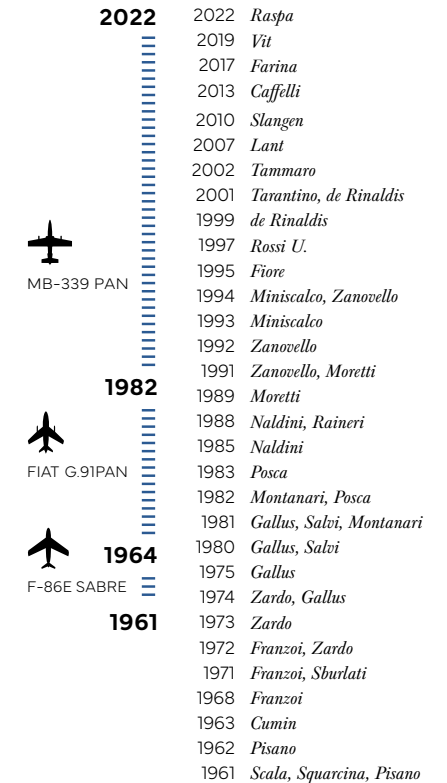 2022
MB-339 PAN
1982
FIAT G.91PAN
1964
F-86E SABRE
1961
2022 Raspa
2019 Vit
2017 Farina
2013 Caffelli
2010 Slangen
2007 Lant
2002 Tammaro
2001 Tarantino, de Rinaldis
1999 de Rinaldis
1997 Rossi U.
1995 Fiore
1994 Miniscalco, Zanovello
1993 Miniscalco
1992 Zanovello
1991 Zanovello, Moretti
1989 Moretti
1988 Naldini, Raineri
1985 Naldini
1983 Posca
1982 Montanari, Posca
1981 Gallus, Salvi, Montanari
1980 Gallus, Salvi
1975 Gallus
1974 Zardo, Gallus
1973 Zardo
1972 Franzoi, Zardo
1971 Franzoi, Sburlati
1968 Franzoi
1963 Cumin
1962 Pisano
1961 Scala, Squarcina, Pisano